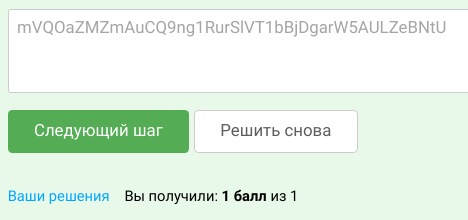 mVQOaZMZmAuCQ9ng1RurSlVT1bBjDgarW5AULZeBNtU
Следующий шаг Решить снова
Ваши решения Вы получили: 1 балл из 1